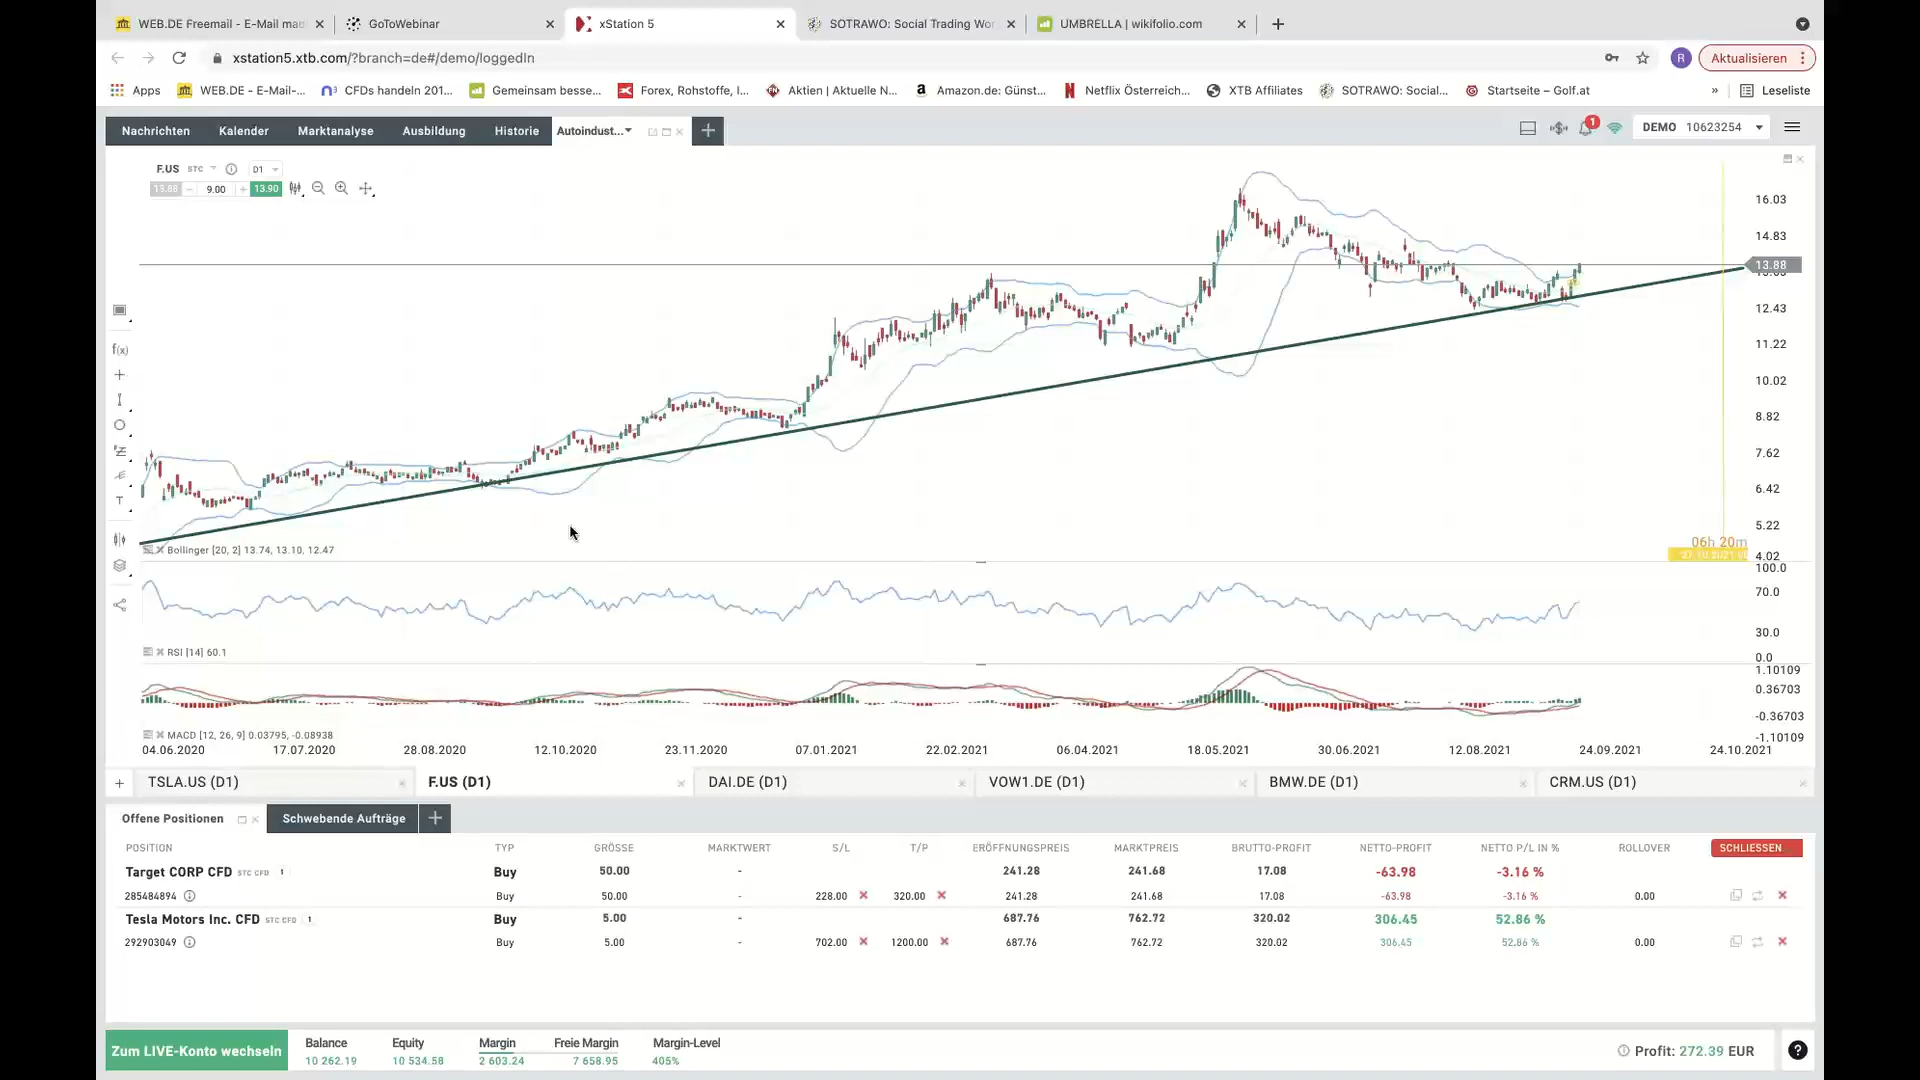 WEB.DE Freemail - E-Mail mac
GoToWebinar
xStation 5
SOTRAWO: Social Trading Wor
UMBRELLA | wikifolio.com
xstation5.xtb.com/?branch=de#/demo/loggedIn
R
Aktualisieren
Apps
WEB.DE - E-Mail-...
CFDs handeln 201...
Gemeinsam besse...
Forex, Rohstoffe, I...
Aktien | Aktuelle N...
Amazon.de: Günst...
Netflix Österreich...
XTB Affiliates
SOTRAWO: Social...
Startseite – Golf.at
»
Leseliste
Nachrichten
Kalender
Marktanalyse
Ausbildung
Historie
Autoindust...
1
DEMO 10623254
F.US STC
D1
13.88
9.00
13.90
16.03
14.83
13.88
12.43
11.22
10.02
8.82
7.62
6.42
5.22
4.02
f(x)
T
06h 20m
Bollinger [20, 2] 13.74, 13.10, 12.47
100.0
70.0
30.0
0.0
RSI [14] 60.1
1.10109
0.36703
-0.36703
-1.10109
MACD [12, 26, 9] 0.03795, -0.08938
04.06.2020 17.07.2020 28.08.2020 12.10.2020 23.11.2020 07.01.2021 22.02.2021 06.04.2021 18.05.2021 30.06.2021 12.08.2021 24.09.2021 24.10.2021
TSLA.US (D1)
F.US (D1)
DAI.DE (D1)
VOW1.DE (D1)
BMW.DE (D1)
CRM.US (D1)
Offene Positionen
Schwebende Aufträge
POSITION TYP GRÖSSE MARKTWERT S/L T/P ERÖFFNUNGSPREIS MARKTPREIS BRUTTO-PROFIT NETTO-PROFIT NETTO P/L IN % ROLLOVER SCHLIESSEN
Target CORP CFD STC CFD 1 Buy 50.00 - 241.28 241.68 17.08 -63.98 -3.16 %
285484894 Buy 50.00 - 228.00 320.00 241.28 241.68 17.08 -63.98 -3.16 % 0.00
Tesla Motors Inc. CFD STC CFD 1 Buy 5.00 - 687.76 762.72 320.02 306.45 52.86 %
292903049 Buy 5.00 - 702.00 1200.00 687.76 762.72 320.02 306.45 52.86 % 0.00
Zum LIVE-Konto wechseln
Balance Equity Margin Freie Margin Margin-Level
10 262.19 10 534.58 2 603.24 7 658.95 405%
Profit: 272.39 EUR
?